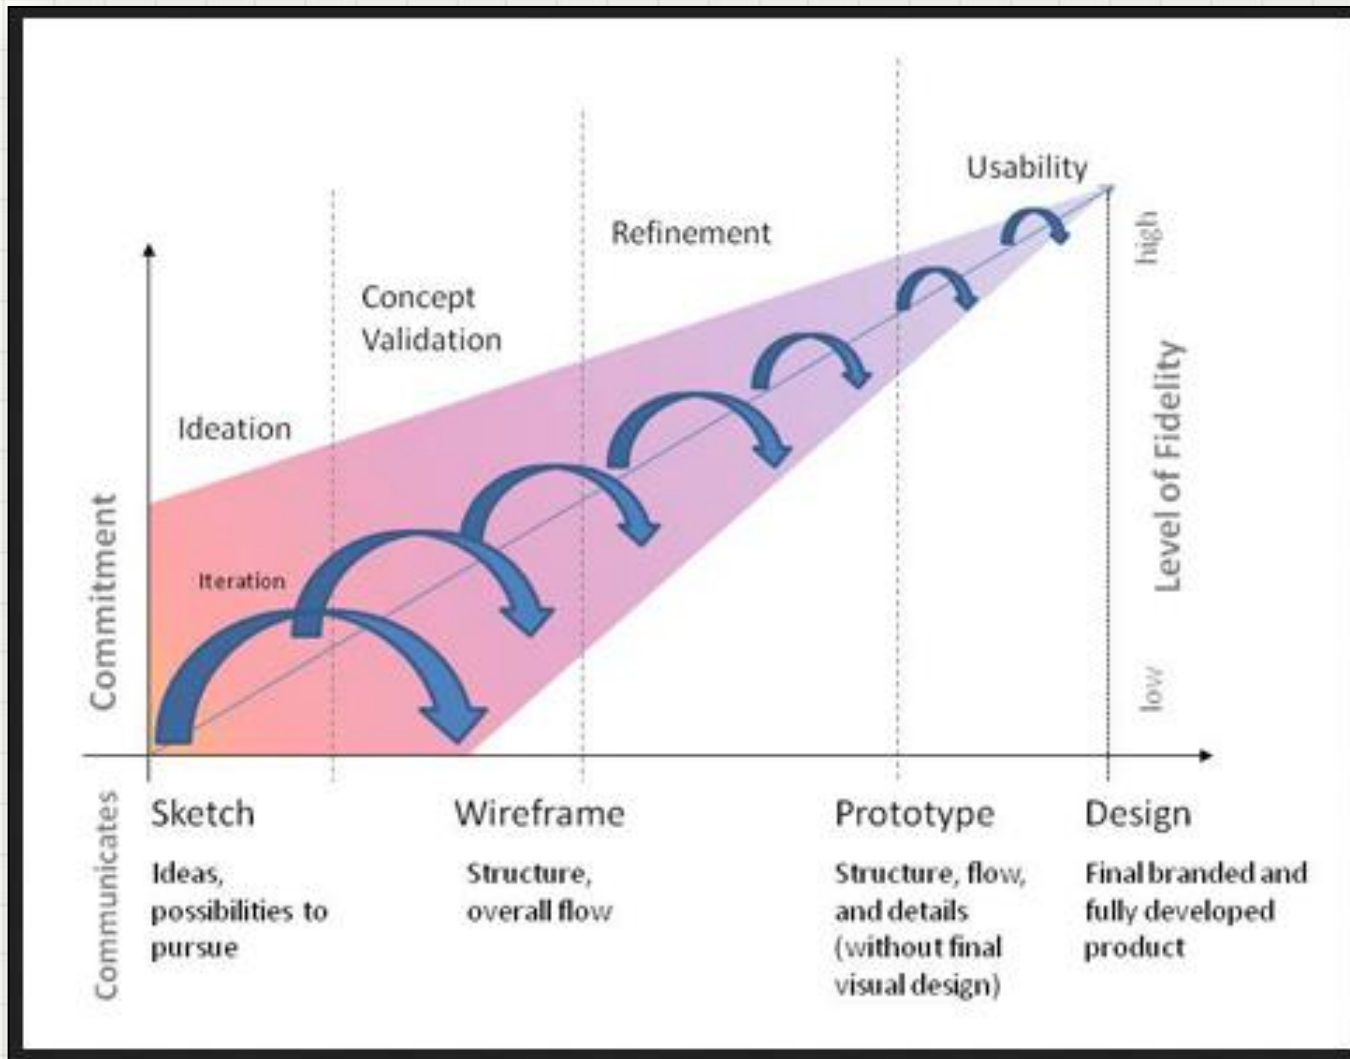 Usability
Refinement
Concept
Validation
Ideation
Iteration
Commitment
high
Level of Fidelity
low
Communicates
Sketch
Ideas,
possibilities to
pursue
Wireframe
Structure,
overall flow
Prototype
Structure, flow,
and details
(without final
visual design)
Design
Final branded and
fully developed
product